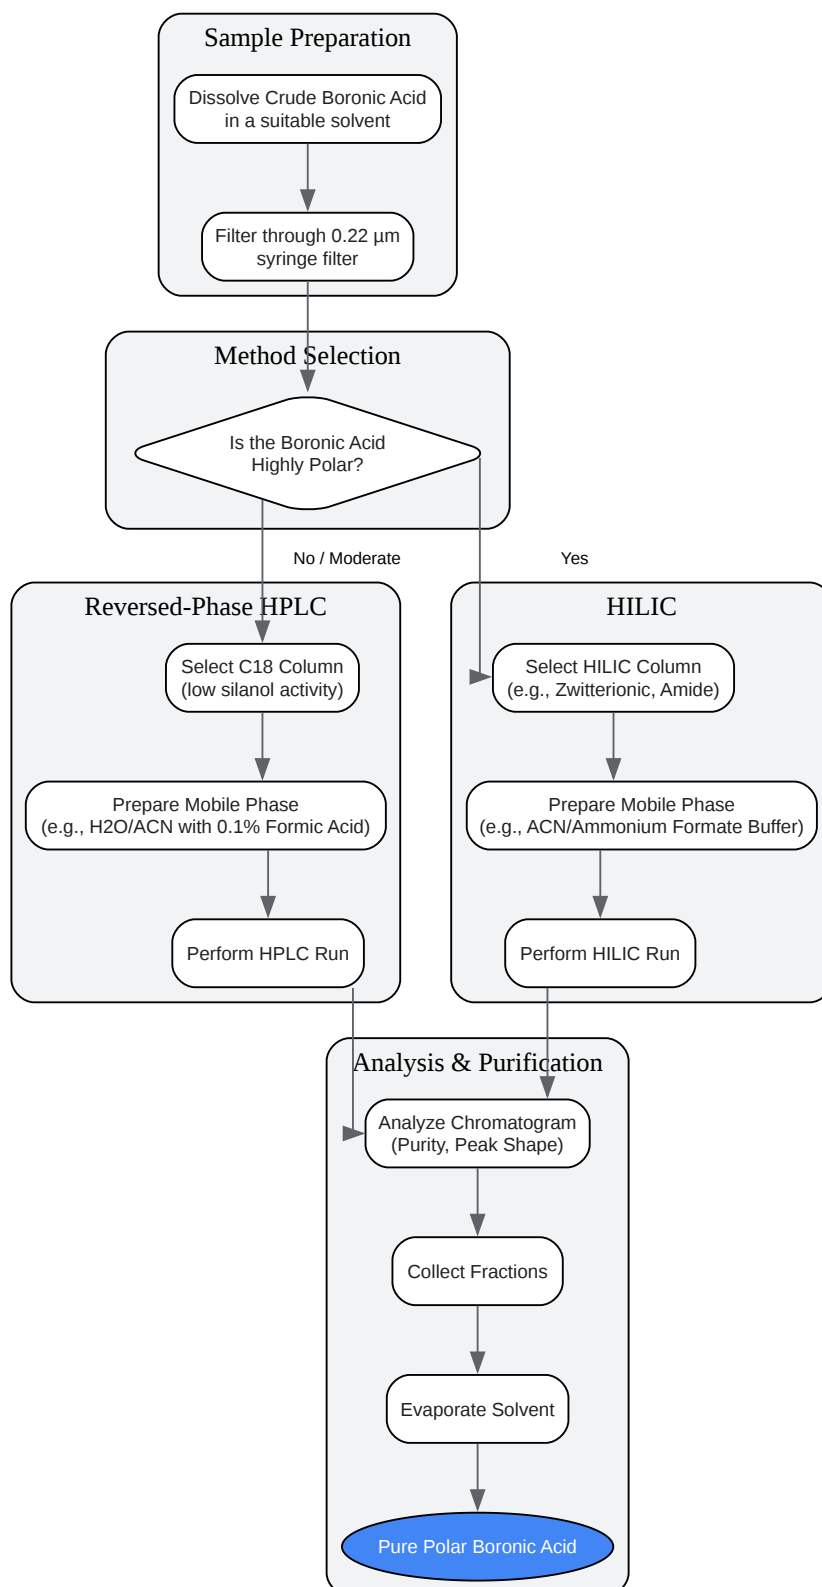 Sample Preparation
Dissolve Crude Boronic Acid
in a suitable solvent
Filter through 0.22 µm
syringe filter
Method Selection
Is the Boronic Acid
Highly Polar?
No / Moderate
Yes
Reversed-Phase HPLC
Select C18 Column
(low silanol activity)
Prepare Mobile Phase
(e.g., H2O/ACN with 0.1% Formic Acid)
Perform HPLC Run
HILIC
Select HILIC Column
(e.g., Zwitterionic, Amide)
Prepare Mobile Phase
(e.g., ACN/Ammonium Formate Buffer)
Perform HILIC Run
Analysis & Purification
Analyze Chromatogram
(Purity, Peak Shape)
Collect Fractions
Evaporate Solvent
Pure Polar Boronic Acid